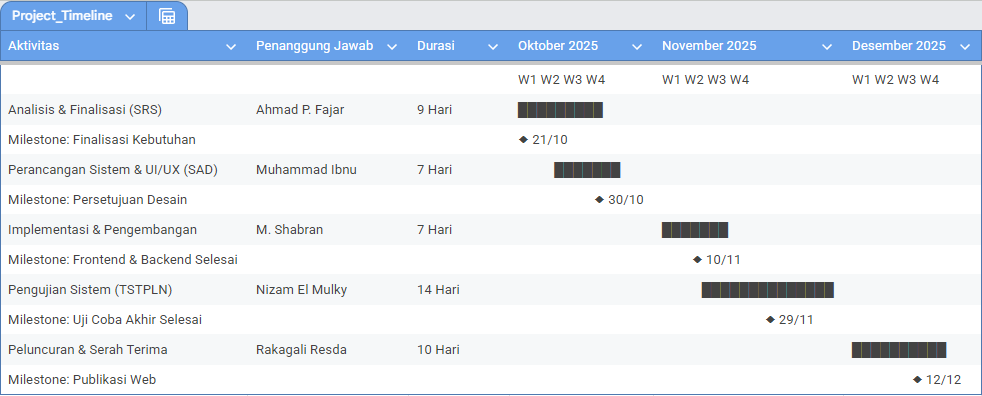 Project_Timeline
Aktivitas Penanggung Jawab Durasi Oktober 2025 November 2025 Desember 2025
W1 W2 W3 W4 W1 W2 W3 W4 W1 W2 W3 W4
Analisis & Finalisasi (SRS) Ahmad P. Fajar 9 Hari █████████
Milestone: Finalisasi Kebutuhan ◆ 21/10
Perancangan Sistem & UI/UX (SAD) Muhammad Ibnu 7 Hari ███████
Milestone: Persetujuan Desain ◆ 30/10
Implementasi & Pengembangan M. Shabran 7 Hari ███████
Milestone: Frontend & Backend Selesai ◆ 10/11
Pengujian Sistem (TSTPLN) Nizam El Mulky 14 Hari ██████████████
Milestone: Uji Coba Akhir Selesai ◆ 29/11
Peluncuran & Serah Terima Rakagali Resda 10 Hari ██████████
Milestone: Publikasi Web ◆ 12/12